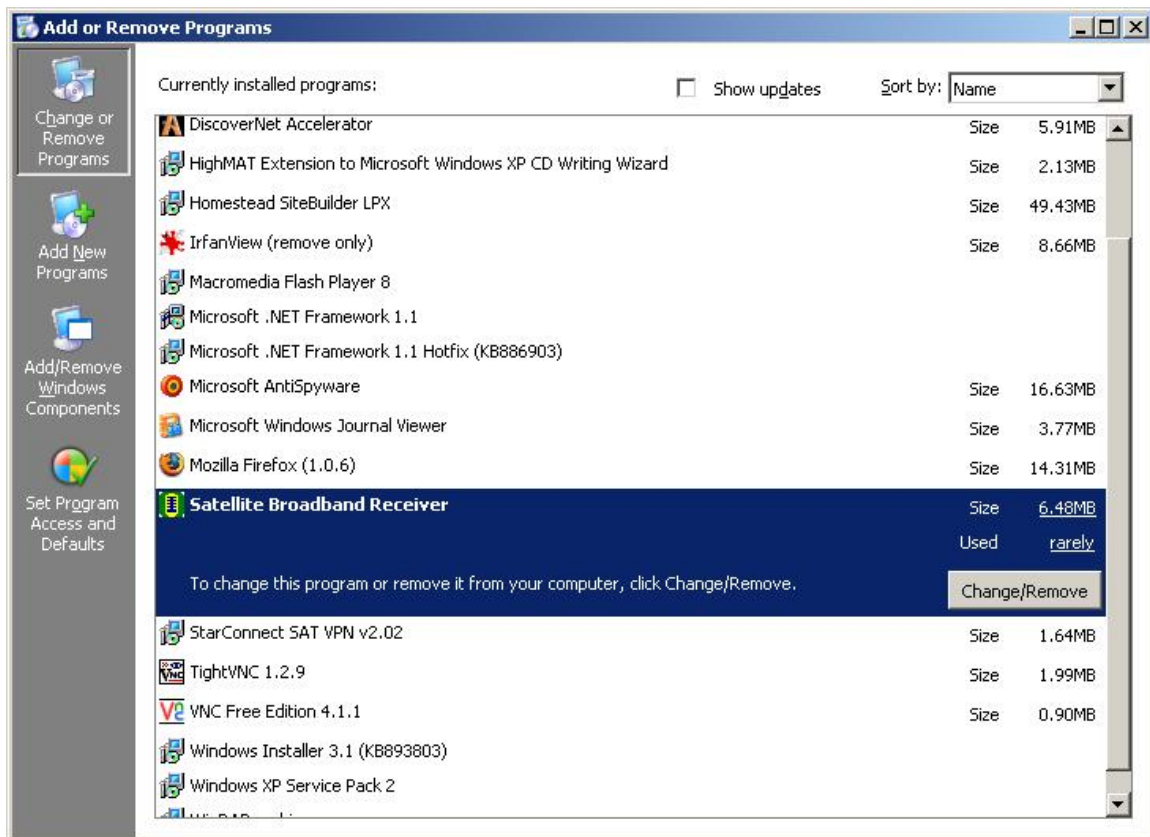 Add or Remove Programs
Change or
Remove
Programs
Add New
Programs
Add/Remove
Windows
Components
Set Program
Access and
Defaults
Currently installed programs:
Show updates
Sort by: Name
DiscoverNet Accelerator Size 5.91MB
HighMAT Extension to Microsoft Windows XP CD Writing Wizard Size 2.13MB
Homestead SiteBuilder LPX Size 49.43MB
IrfanView (remove only) Size 8.66MB
Macromedia Flash Player 8
Microsoft .NET Framework 1.1
Microsoft .NET Framework 1.1 Hotfix (KB886903)
Microsoft AntiSpyware Size 16.63MB
Microsoft Windows Journal Viewer Size 3.77MB
Mozilla Firefox (1.0.6) Size 14.31MB
Satellite Broadband Receiver Size 6.48MB
Used rarely
To change this program or remove it from your computer, click Change/Remove. Change/Remove
StarConnect SAT VPN v2.02 Size 1.64MB
TightVNC 1.2.9 Size 1.99MB
VNC Free Edition 4.1.1 Size 0.90MB
Windows Installer 3.1 (KB893803)
Windows XP Service Pack 2